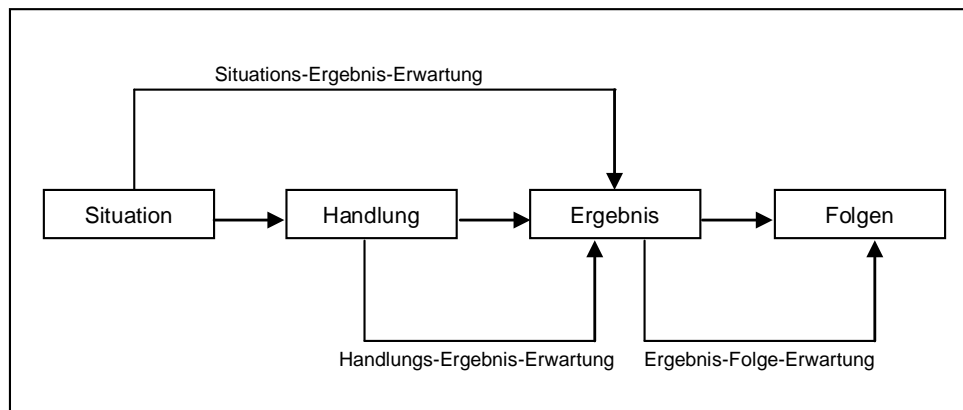 Situations-Ergebnis-Erwartung
Situation
Handlung
Ergebnis
Folgen
Handlungs-Ergebnis-Erwartung
Ergebnis-Folge-Erwartung